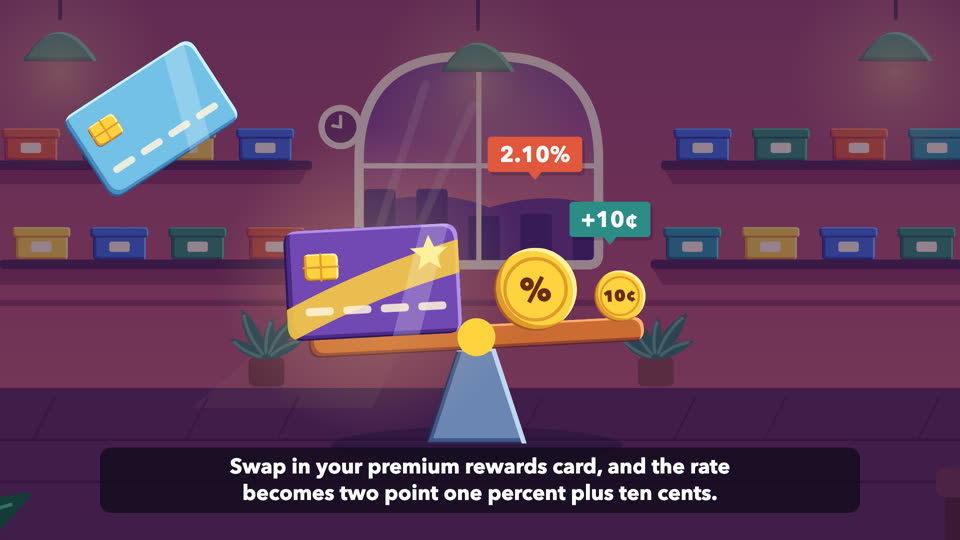 2.10%
+10¢
%
10¢
Swap in your premium rewards card, and the rate
becomes two point one percent plus ten cents.